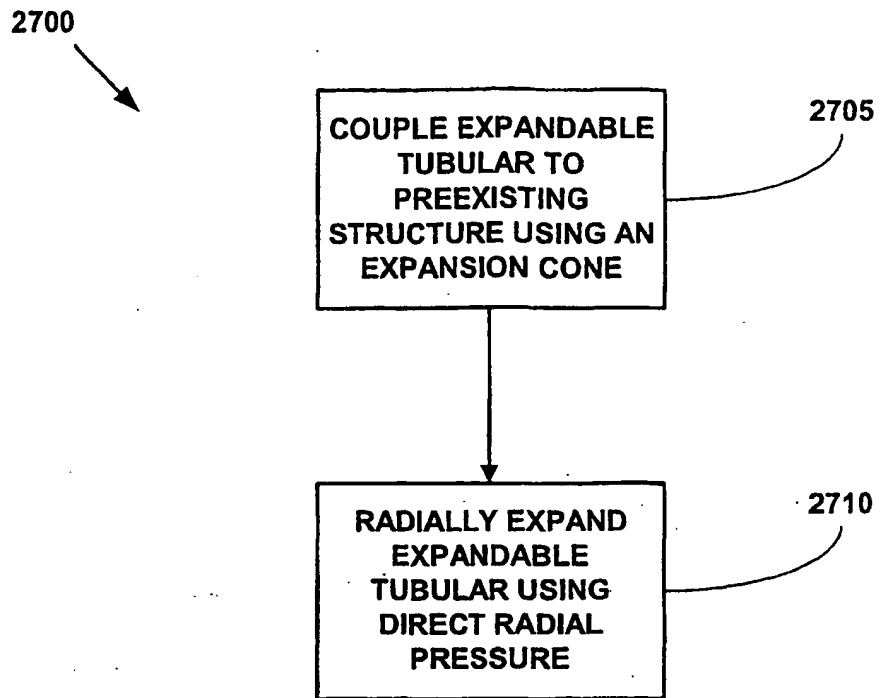 2700
COUPLE EXPANDABLE
TUBULAR TO
PREEXISTING
STRUCTURE USING AN
EXPANSION CONE
2705
RADIALLY EXPAND
EXPANDABLE
TUBULAR USING
DIRECT RADIAL
PRESSURE
2710